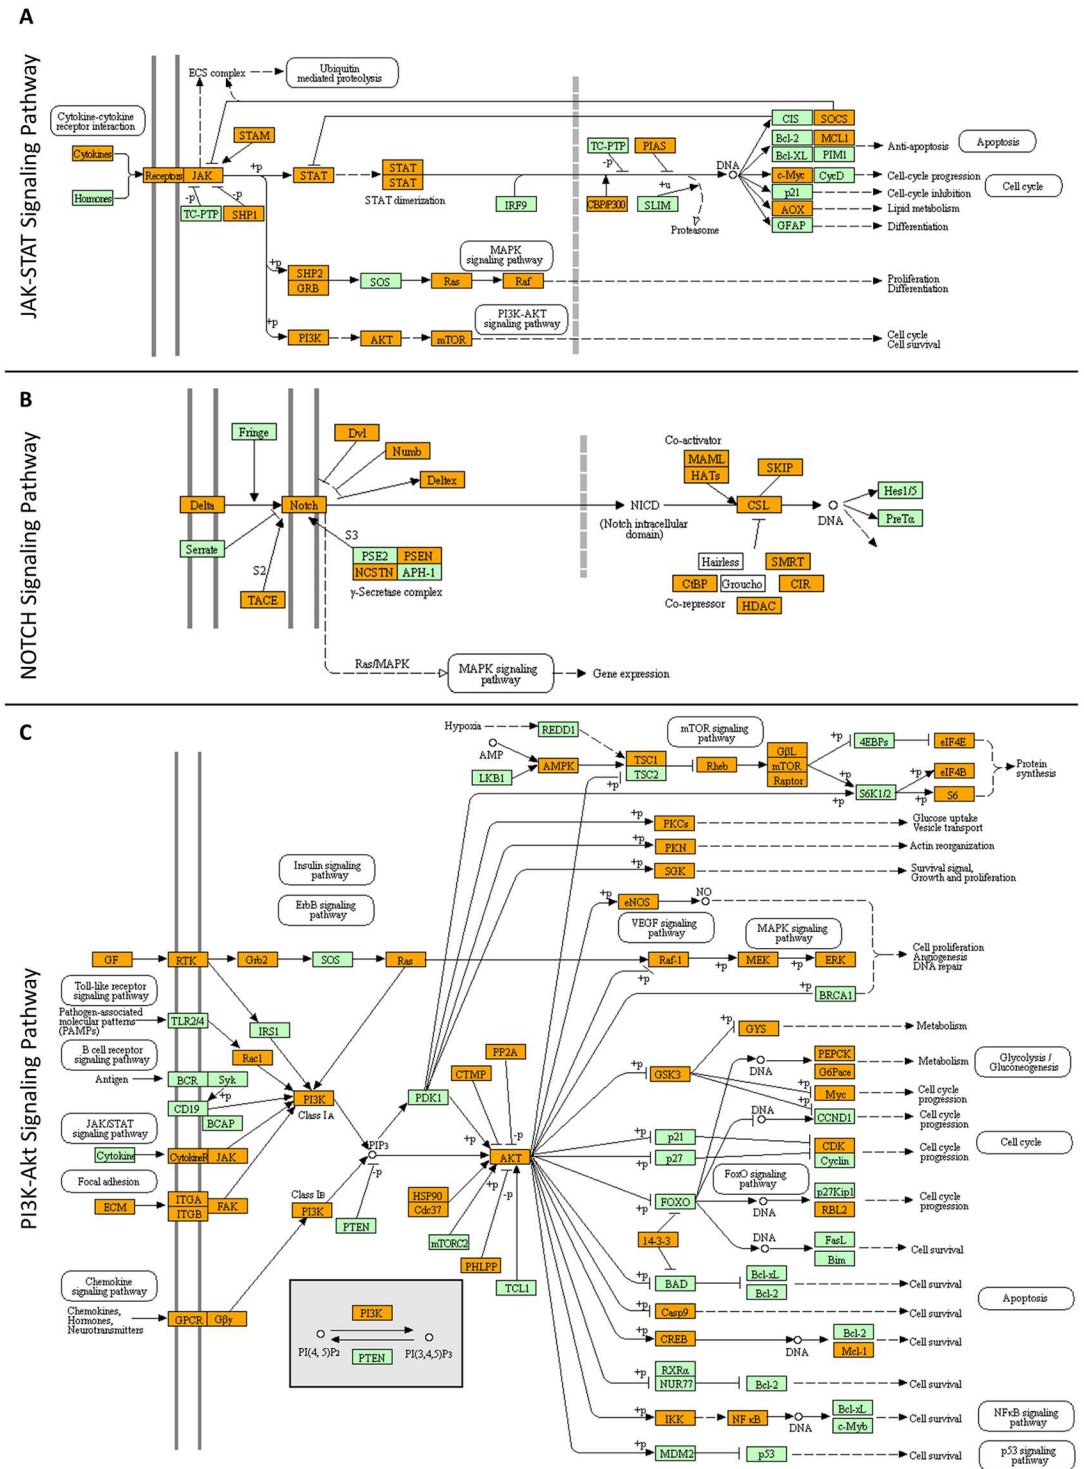 A
JAK-STAT Signaling Pathway
ECS complex
Ubiquitin
mediated proteolysis
Cytokine-cytokine
receptor interaction
CIS
SOCS
STAM
Bcl-2
MCL1
Cytokines
TC-PTP
PIAS
Anti-apoptosis
Apoptosis
Bcl-XL
PIM1
+p
-p
DNA
Receptors
JAK
STAT
STAT
STAT
c-Myc
CycD
Cell-cycle progression
Cell cycle
+u
p21
Cell-cycle inhibition
Hormones
-p
-p
STAT dimerization
IRF9
CBP/P300
SLIM
AOX
Lipid metabolism
TC-PTP
SHP1
Proteasome
GFAP
Differentiation
MAPK
signaling pathway
+p
SHP2
GRB
SOS
Ras
Raf
Proliferation
Differentiation
PI3K-AKT
signaling pathway
+p
PI3K
AKT
mTOR
Cell cycle
Cell survival
B
NOTCH Signaling Pathway
Fringe
Dvl
Numb
Deltex
Co-activator
MAML
HATs
SKIP
Delta
Notch
NICD
(Notch intracellular
domain)
CSL
DNA
Hes1/5
PreTα
Serrate
S3
PSE2
PSEN
NCSTN
APH-1
γ-Secretase complex
S2
TACE
Hairless
SMRT
CtBP
Groucho
CIR
Co-repressor
HDAC
Ras/MAPK
MAPK signaling
pathway
Gene expression
C
PI3K-Akt Signaling Pathway
Hypoxia
REDD1
mTOR signaling
pathway
AMP
LKB1
AMPK
TSC1
TSC2
+p
Rheb
GβL
mTOR
Raptor
+p
4EBPs
eIF4E
+p
+p
S6K1/2
+p
eIF4B
+p
S6
Protein
synthesis
+p
PKCs
Glucose uptake
Vesicle transport
+p
PKN
Actin reorganization
+p
SGK
Survival signal,
Growth and proliferation
Insulin signaling
pathway
ErbB signaling
pathway
+p
eNOS
NO
VEGF signaling
pathway
MAPK signaling
pathway
GF
RTK
Grb2
SOS
Ras
Raf-1
+p
+p
MEK
+p
ERK
Cell proliferation
Angiogenesis
DNA repair
+p
BRCA1
Toll-like receptor
signaling pathway
Pathogen-associated
molecular patterns
(PAMPs)
TLR2/4
IRS1
B cell receptor
signaling pathway
Rac1
Antigen
BCR
Syk
+p
CD19
BCAP
PI3K
Class IA
PP2A
CTMP
PDK1
+p
GYS
Metabolism
+p
GSK3
DNA
PEPCK
G6Pace
Metabolism
Glycolysis /
Gluconeogenesis
+p
Myc
Cell cycle
progression
+p
DNA
CCND1
Cell cycle
progression
JAK/STAT
signaling pathway
Cytokine
CytokineR
JAK
PIP3
-p
+p
-p
AKT
+p
p21
+p
p27
CDK
Cyclin
Cell cycle
progression
Cell cycle
Focal adhesion
ECM
ITGA
ITGB
FAK
Class IB
PI3K
PTEN
HSP90
Cdc37
+p
-p
mTORC2
PHLPP
TCL1
FoxO signaling
pathway
+p
FOXO
DNA
p27Kip1
RBL2
Cell cycle
progression
14-3-3
DNA
FasL
Bim
Cell survival
+p
BAD
Bcl-xL
Bcl-2
Cell survival
Apoptosis
Chemokine
signaling pathway
Chemokines,
Hormones,
Neurotransmitters
GPCR
Gβγ
PI3K
PI(4, 5)P2
PI(3,4,5)P3
PTEN
+p
Casp9
Cell survival
+p
CREB
DNA
Bcl-2
Mcl-1
Cell survival
+p
RXRα
NUR77
Bcl-2
Cell survival
+p
IKK
NFκB
DNA
Bcl-xL
c-Myb
Cell survival
NFκB signaling
pathway
+p
MDM2
p53
Cell survival
p53 signaling
pathway